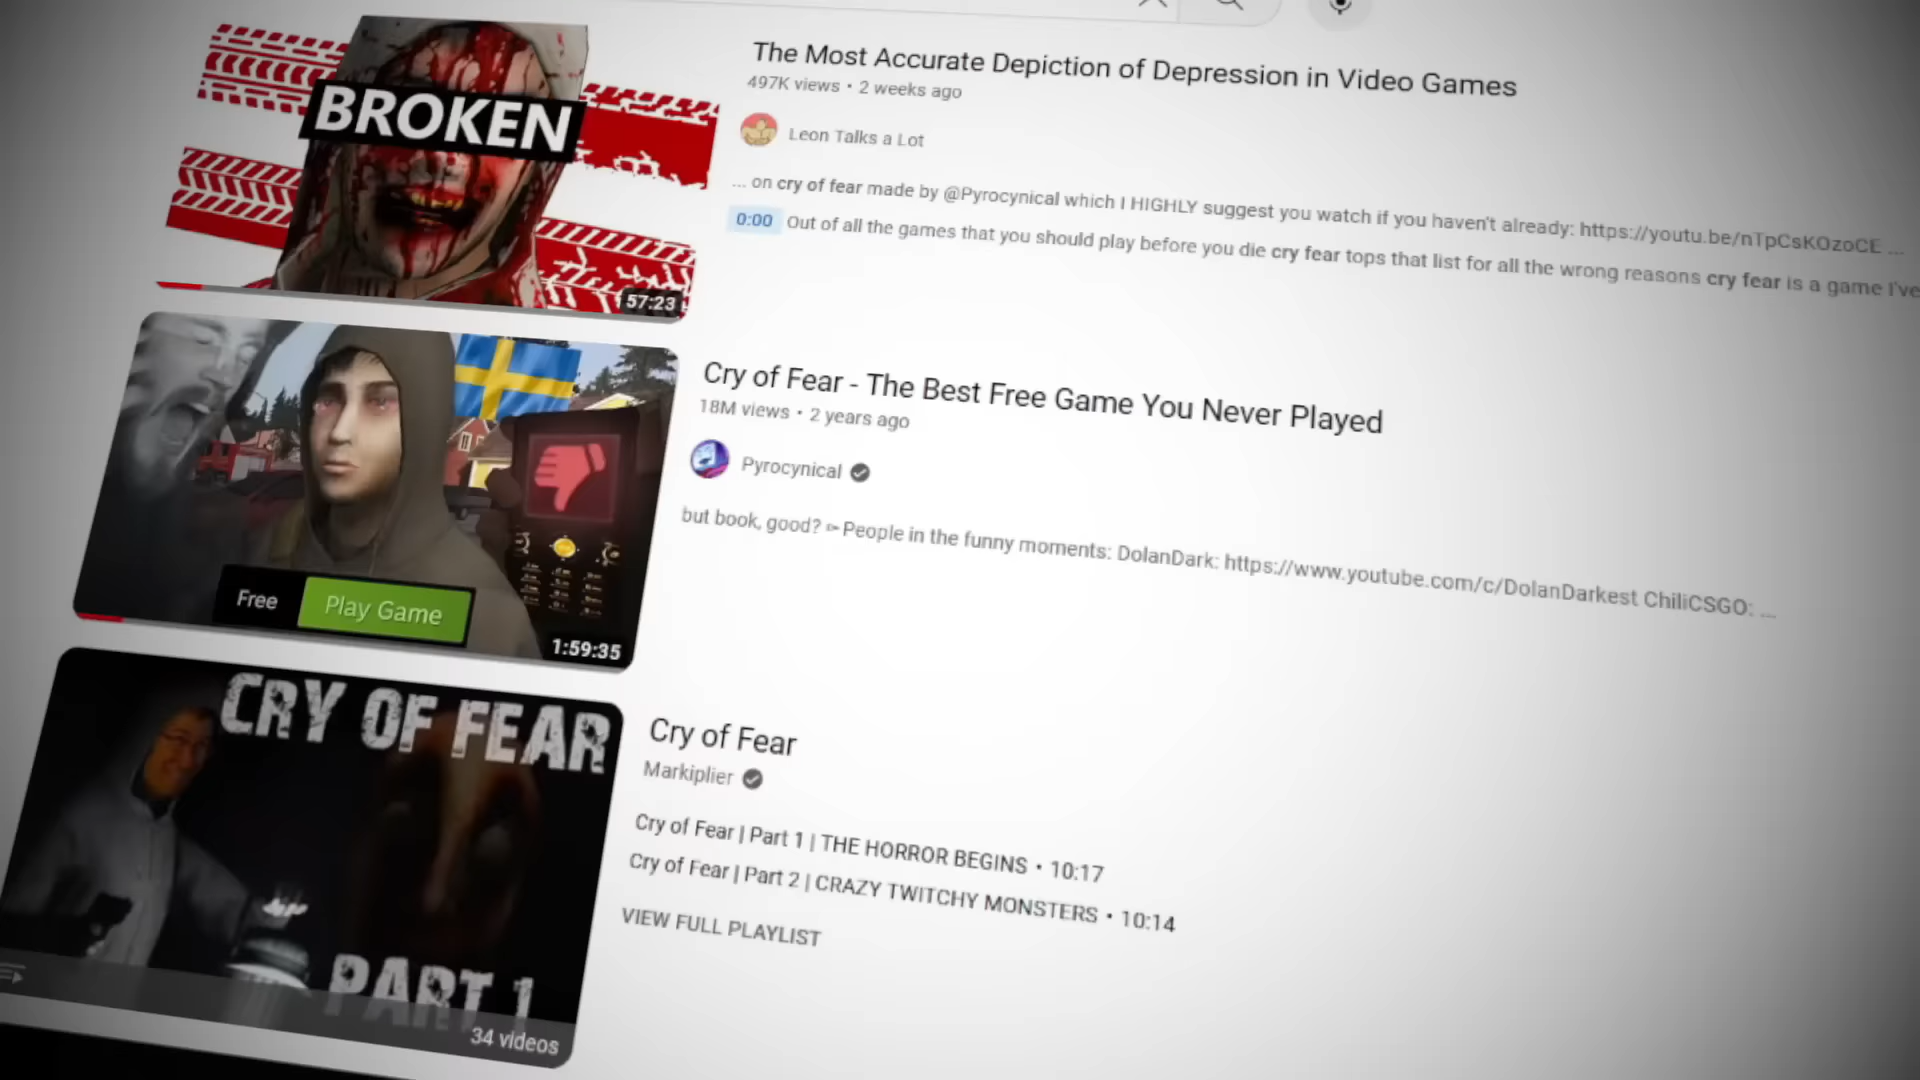 BROKEN
57:23
The Most Accurate Depiction of Depression in Video Games
497K views • 2 weeks ago
Leon Talks a Lot
... on cry of fear made by @Pyrocynical which I HIGHLY suggest you watch if you haven't already: https://youtu.be/nTpCsKOzoCE ...
0:00 Out of all the games that you should play before you die cry fear tops that list for all the wrong reasons cry fear is a game I've
Free
Play Game
1:59:35
Cry of Fear - The Best Free Game You Never Played
18M views • 2 years ago
Pyrocynical
but book, good? ➳ People in the funny moments: DolanDark: https://www.youtube.com/c/DolanDarkest ChiliCSGO: ...
CRY OF FEAR
PART 1
34 videos
Cry of Fear
Markiplier
Cry of Fear | Part 1 | THE HORROR BEGINS • 10:17
Cry of Fear | Part 2 | CRAZY TWITCHY MONSTERS • 10:14
VIEW FULL PLAYLIST